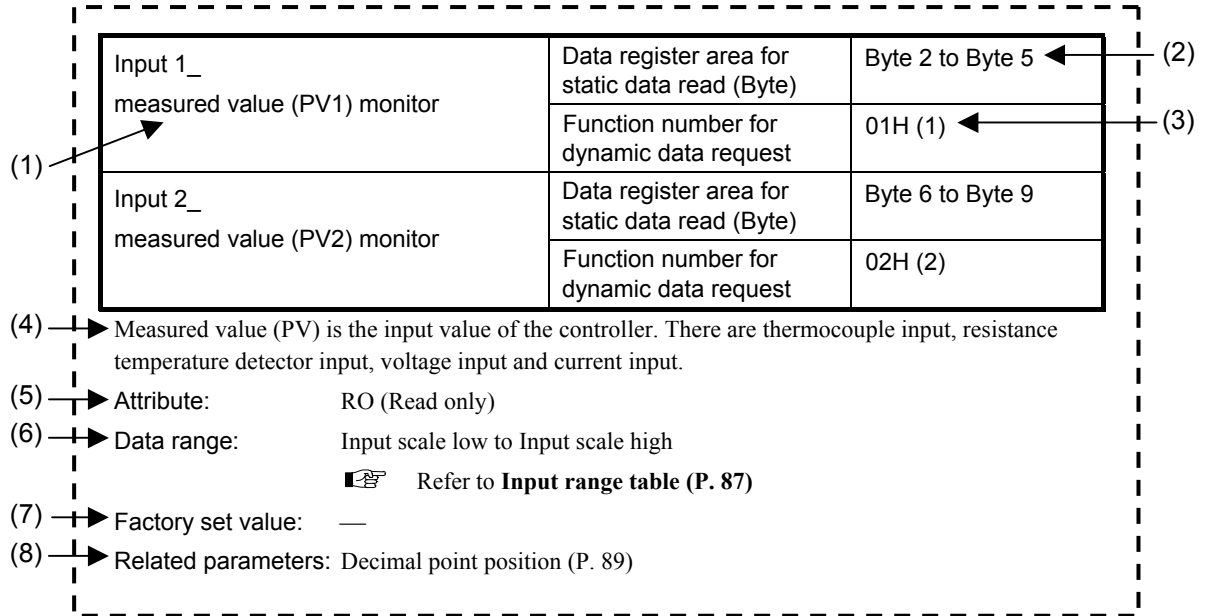 Input 1_
measured value (PV1) monitor
Data register area for
static data read (Byte)
Byte 2 to Byte 5
(2)
Function number for
dynamic data request
01H (1)
(3)
(1)
Input 2_
measured value (PV2) monitor
Data register area for
static data read (Byte)
Byte 6 to Byte 9
Function number for
dynamic data request
02H (2)
(4)
Measured value (PV) is the input value of the controller. There are thermocouple input, resistance
temperature detector input, voltage input and current input.
(5) Attribute: RO (Read only)
(6) Data range: Input scale low to Input scale high
Refer to Input range table (P. 87)
(7) Factory set value: —
(8) Related parameters: Decimal point position (P. 89)